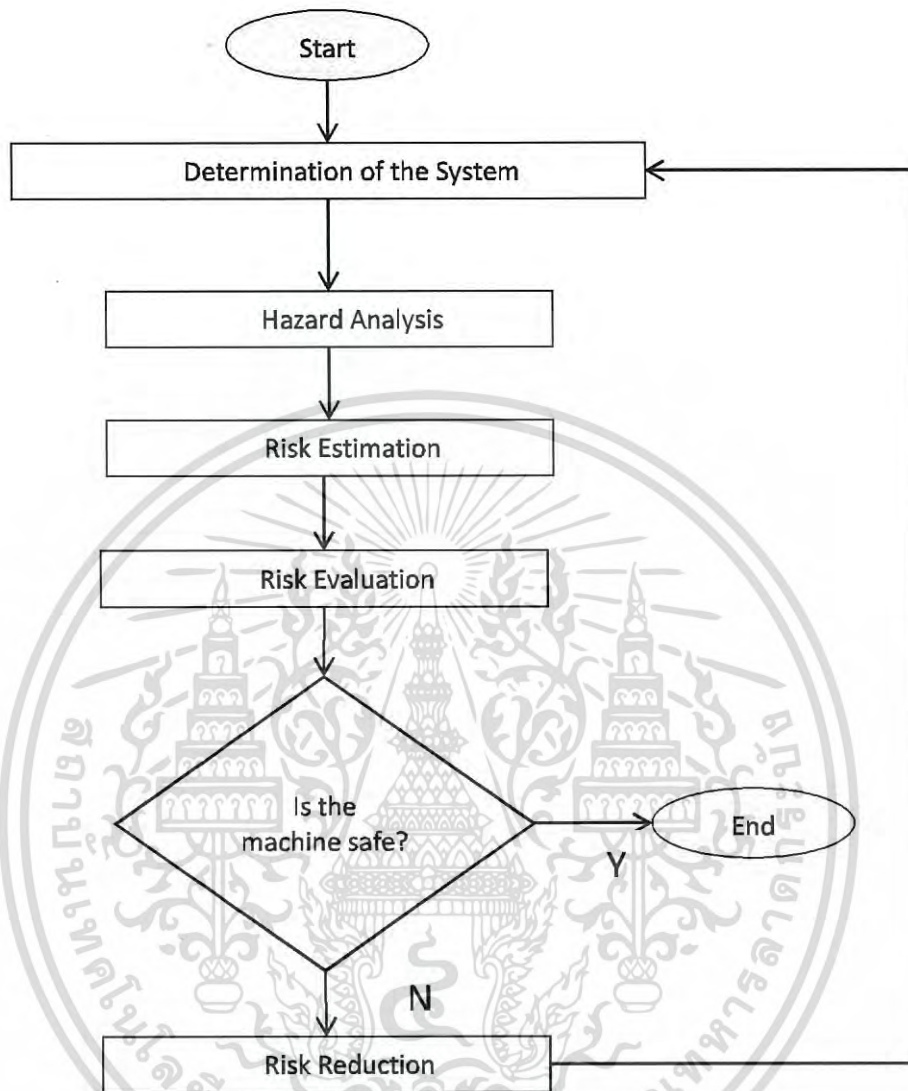 Start
Determination of the System
Hazard Analysis
Risk Estimation
Risk Evaluation
Is the
machine safe?
Y
End
N
Risk Reduction